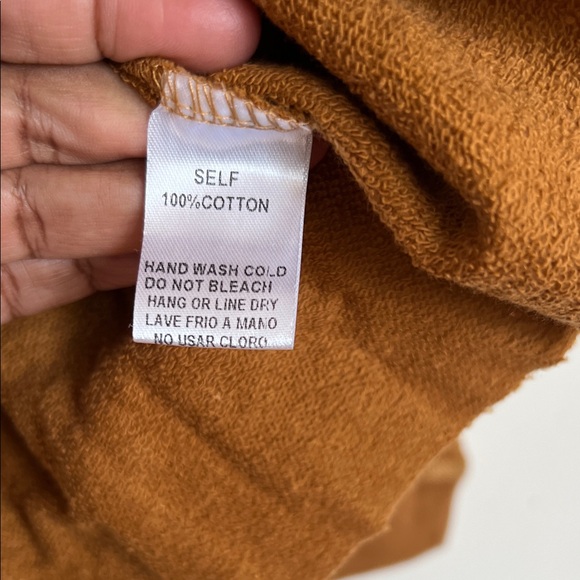 SELF
100%COTTON
HAND WASH COLD
DO NOT BLEACH
HANG OR LINE DRY
LAVE FRIO A MANO
NO USAR CLORO